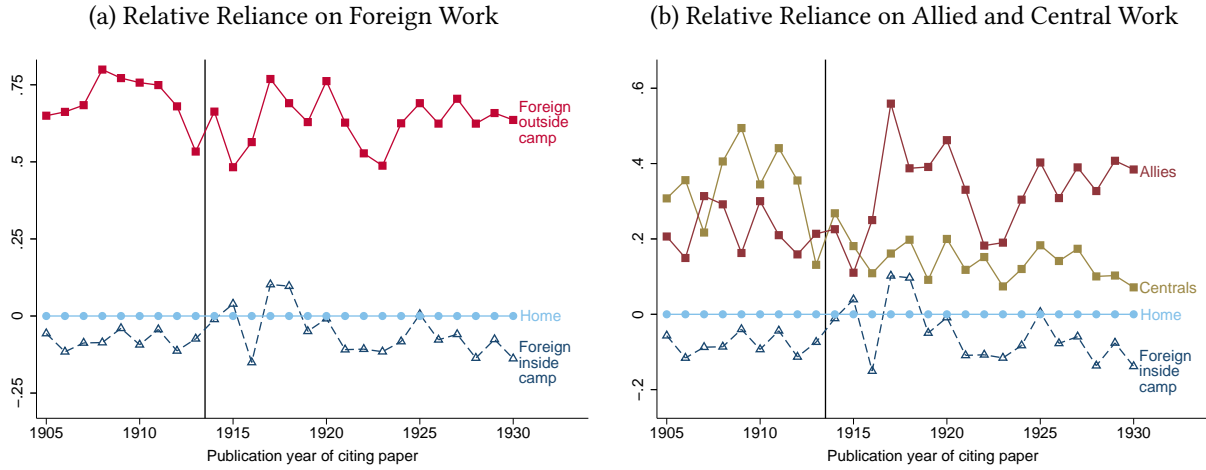 (a) Relative Reliance on Foreign Work
.75
.5
.25
0
-.25
Foreign
outside
camp
Home
Foreign
inside
camp
1905 1910 1915 1920 1925 1930
Publication year of citing paper
(b) Relative Reliance on Allied and Central Work
.6
.4
.2
0
-.2
Allies
Centrals
Home
Foreign
inside
camp
1905 1910 1915 1920 1925 1930
Publication year of citing paper